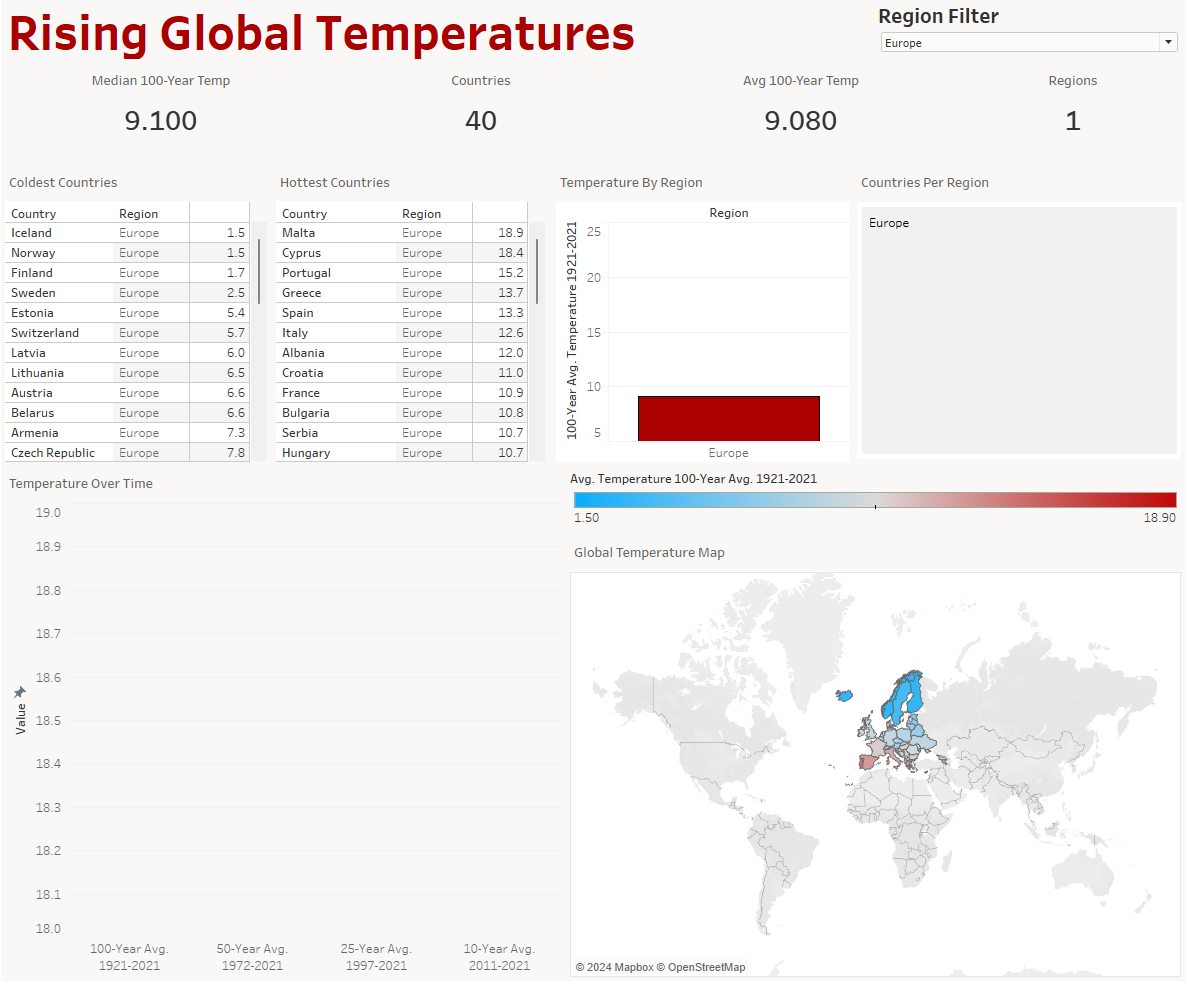 Rising Global Temperatures
Region Filter
Europe
Median 100-Year Temp
9.100
Countries
40
Avg 100-Year Temp
9.080
Regions
1
Coldest Countries
Country Region
Iceland Europe 1.5
Norway Europe 1.5
Finland Europe 1.7
Sweden Europe 2.5
Estonia Europe 5.4
Switzerland Europe 5.7
Latvia Europe 6.0
Lithuania Europe 6.5
Austria Europe 6.6
Belarus Europe 6.6
Armenia Europe 7.3
Czech Republic Europe 7.8
Hottest Countries
Country Region
Malta Europe 18.9
Cyprus Europe 18.4
Portugal Europe 15.2
Greece Europe 13.7
Spain Europe 13.3
Italy Europe 12.6
Albania Europe 12.0
Croatia Europe 11.0
France Europe 10.9
Bulgaria Europe 10.8
Serbia Europe 10.7
Hungary Europe 10.7
Temperature By Region
Region
100-Year Avg. Temperature 1921-2021
25
20
15
10
5
Europe
Countries Per Region
Europe
Temperature Over Time
Value
19.0
18.9
18.8
18.7
18.6
18.5
18.4
18.3
18.2
18.1
18.0
100-Year Avg.
1921-2021
50-Year Avg.
1972-2021
25-Year Avg.
1997-2021
10-Year Avg.
2011-2021
Avg. Temperature 100-Year Avg. 1921-2021
1.50 18.90
Global Temperature Map
© 2024 Mapbox © OpenStreetMap